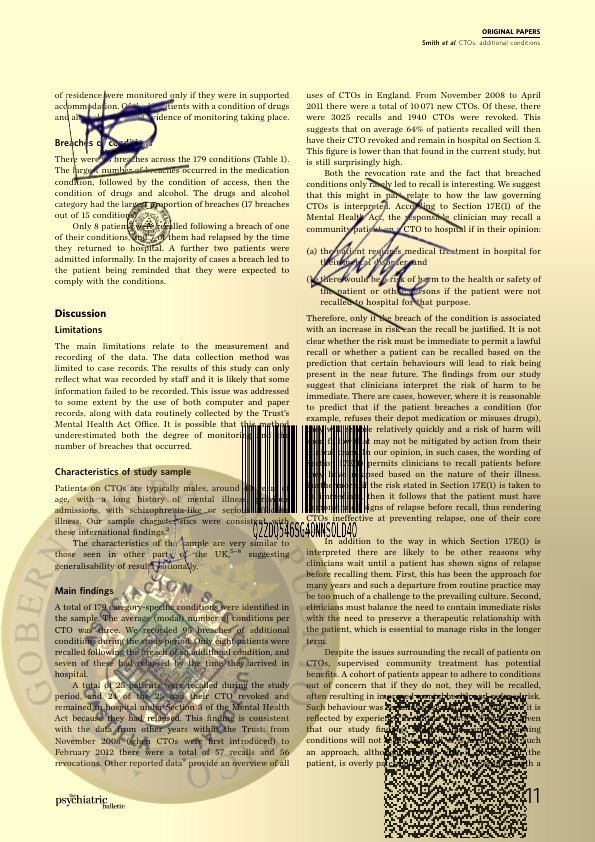 ORIGINAL PAPERS
Smith et al CTOs: additional conditions
of residence were monitored only if they were in supported
accommodation. Of the patients with a condition of drugs
and evidence of monitoring taking place.
Breaches of conditions
There were 95 breaches across the 179 conditions (Table 1).
The largest number of breaches occurred in the medication
condition, followed by the condition of access, then the
condition of drugs and alcohol. The drugs and alcohol
category had the largest proportion of breaches (17 breaches
out of 15 conditions).
Only 8 patients were recalled following a breach of one
of their conditions, of them had relapsed by the time
they returned to hospital. A further two patients were
admitted informally. In the majority of cases a breach led to
the patient being reminded that they were expected to
comply with the conditions.
Discussion
Limitations
The main limitations relate to the measurement and
recording of the data. The data collection method was
limited to case records. The results of this study can only
reflect what was recorded by staff and it is likely that some
information failed to be recorded. This issue was addressed
to some extent by the use of both computer and paper
records, along with data routinely collected by the Trust's
Mental Health Act Office. It is possible that this method
underestimated both the degree of monitoring and the
number of breaches that occurred.
Characteristics of study sample
Patients on CTOs are typically males, around 40 years of
age, with a long history of mental illness, previous
admissions, with schizophrenia-like or serious affective
illness. Our sample characteristics were consistent with
these international findings.2
The characteristics of the sample are very similar to
those seen in other parts of the UK,5–8 suggesting
generalisability of results nationally.
Main findings
A total of 179 category-specific conditions were identified in
the sample. The average (modal) number of conditions per
CTO was three. We recorded 95 breaches of additional
conditions during the study period. Only eight patients were
recalled following the breach of an additional condition, and
seven of these had relapsed by the time they arrived in
hospital.
A total of 25 patients were recalled during the study
period, and 24 of the 25 had their CTO revoked and
remained in hospital under Section 3 of the Mental Health
Act because they had relapsed. This finding is consistent
with the data from other years within the Trust: from
November 2008 (when CTOs were first introduced) to
February 2012 there were a total of 57 recalls and 56
revocations. Other reported data provide an overview of all
uses of CTOs in England. From November 2008 to April
2011 there were a total of 10 071 new CTOs. Of these, there
were 3025 recalls and 1940 CTOs were revoked. This
suggests that on average 64% of patients recalled will then
have their CTO revoked and remain in hospital on Section 3.
This figure is lower than that found in the current study, but
is still surprisingly high.
Both the revocation rate and the fact that breached
conditions only rarely led to recall is interesting. We suggest
that this might in part relate to how the law governing
CTOs is interpreted. According to Section 17E(1) of the
Mental Health Act, the responsible clinician may recall a
community patient on a CTO to hospital if in their opinion:
(a) the patient requires medical treatment in hospital for
their mental disorder and
(b) there would be a risk of harm to the health or safety of
the patient or other persons if the patient were not
recalled to hospital for that purpose.
Therefore, only if the breach of the condition is associated
with an increase in risk can the recall be justified. It is not
clear whether the risk must be immediate to permit a lawful
recall or whether a patient can be recalled based on the
prediction that certain behaviours will lead to risk being
present in the near future. The findings from our study
suggest that clinicians interpret the risk of harm to be
immediate. There are cases, however, where it is reasonable
to predict that if the patient breaches a condition (for
example, refuses their depot medication or misuses drugs),
they will relapse relatively quickly and a risk of harm will
follow that may not be mitigated by action from their
clinical team. In our opinion, in such cases, the wording of
Section 17E(1) permits clinicians to recall patients before
they have relapsed based on the nature of their illness.
if the risk stated in Section 17E(1) is taken to
be immediate, then it follows that the patient must have
signs of relapse before recall, thus rendering
CTOs ineffective at preventing relapse, one of their core
Q2ZDQ546SG40NNSOLD40
In addition to the way in which Section 17E(1) is
interpreted there are likely to be other reasons why
clinicians wait until a patient has shown signs of relapse
before recalling them. First, this has been the approach for
many years and such a departure from routine practice may
be too much of a challenge to the prevailing culture. Second,
clinicians must balance the need to contain immediate risks
with the need to preserve a therapeutic relationship with
the patient, which is essential to manage risks in the longer
term.
Despite the issues surrounding the recall of patients on
CTOs, supervised community treatment has potential
benefits. A cohort of patients appear to adhere to conditions
out of concern that if they do not, they will be recalled,
often resulting in risk.
Such behaviour was it is
reflected by given
that our study
conditions will not such
an approach, the
patient, is overly a
the psychiatric bulletin
11